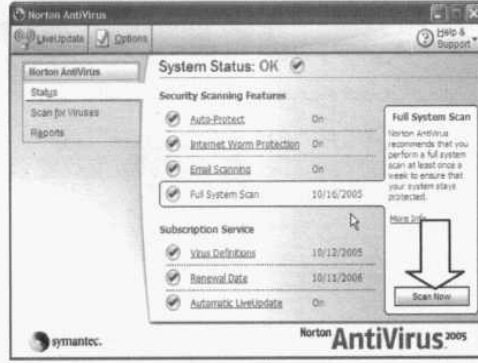 Norton AntiVirus
LiveUpdate Options Help & Support
Norton AntiVirus
Status
Scan for Viruses
Reports
System Status: OK
Security Scanning Features
Auto-Protect On
Internet Worm Protection On
Email Scanning On
Full System Scan 10/16/2005
Subscription Service
Virus Definitions 10/12/2005
Renewal Date 10/11/2006
Automatic LiveUpdate On
Full System Scan
Norton AntiVirus
recommends that you
perform a full system
scan at least once a
week to ensure that
your system stays
protected.
More Info
Scan Now
symantec.
Norton AntiVirus 2005